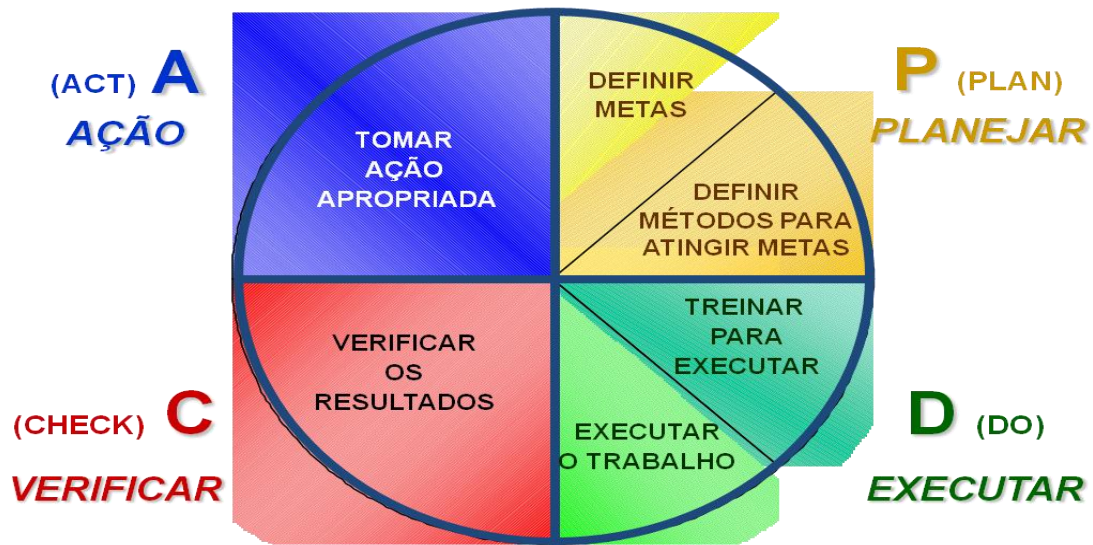 (ACT) A
AÇÃO
TOMAR
AÇÃO
APROPRIADA
DEFINIR
METAS
DEFINIR
MÉTODOS PARA
ATINGIR METAS
P (PLAN)
PLANEJAR
(CHECK) C
VERIFICAR
VERIFICAR
OS
RESULTADOS
TREINAR
PARA
EXECUTAR
EXECUTAR
O TRABALHO
D (DO)
EXECUTAR